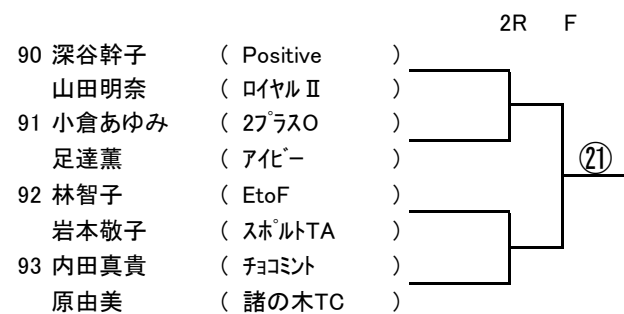 2R F
90 深谷幹子 ( Positive )
山田明奈 ( ﾛｲﾔﾙⅡ )
91 小倉あゆみ ( 2ﾌﾟﾗｽO )
足達薫 ( ｱｲﾋﾞｰ )
㉑
92 林智子 ( EtoF )
岩本敬子 ( ｽﾎﾟﾙﾄTA )
93 内田真貴 ( ﾁｮｺﾐﾝﾄ )
原由美 ( 諸の木TC )